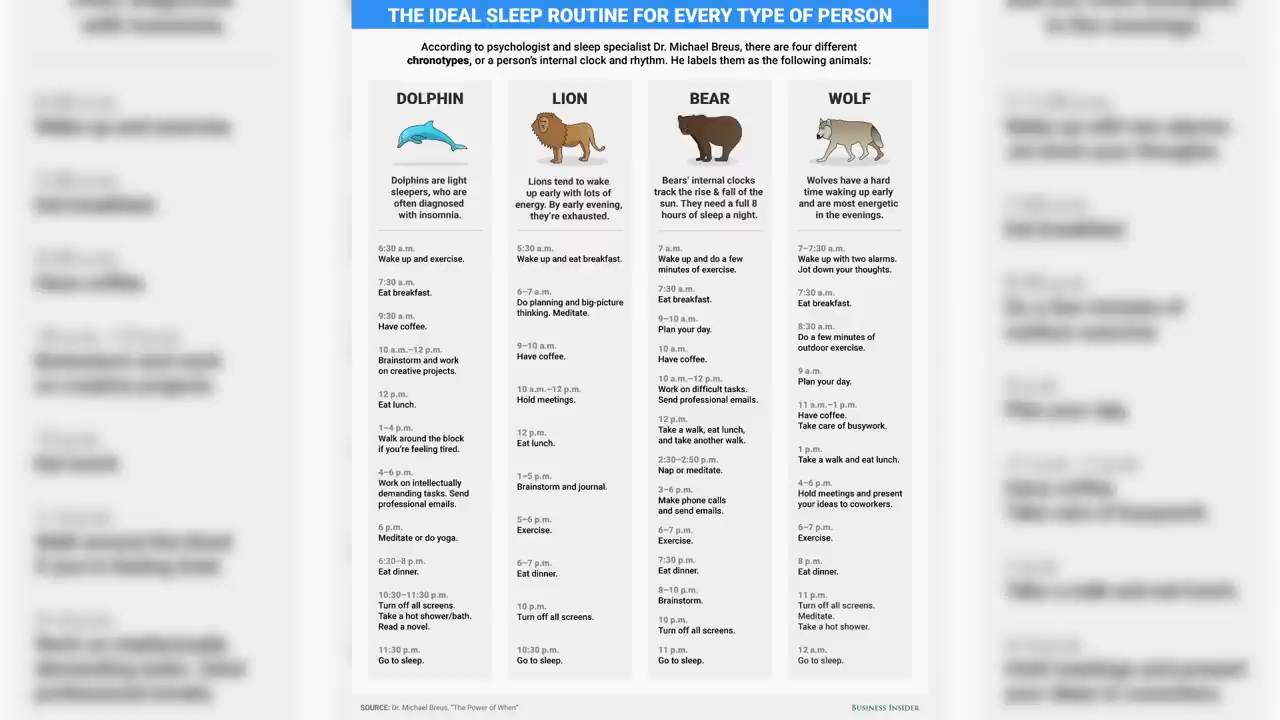 THE IDEAL SLEEP ROUTINE FOR EVERY TYPE OF PERSON
According to psychologist and sleep specialist Dr. Michael Breus, there are four different
chronotypes, or a person's internal clock and rhythm. He labels them as the following animals:
DOLPHIN
Dolphins are light
sleepers, who are
often diagnosed
with insomnia.
6:30 a.m.
Wake up and exercise.
7:30 a.m.
Eat breakfast.
9:30 a.m.
Have coffee.
10 a.m.–12 p.m.
Brainstorm and work
on creative projects.
12 p.m.
Eat lunch.
1–4 p.m.
Walk around the block
if you're feeling tired.
4–6 p.m.
Work on intellectually
demanding tasks. Send
professional emails.
6 p.m.
Meditate or do yoga.
6:30–8 p.m.
Eat dinner.
10:30–11:30 p.m.
Turn off all screens.
Take a hot shower/bath.
Read a novel.
11:30 p.m.
Go to sleep.
LION
Lions tend to wake
up early with lots of
energy. By early evening,
they're exhausted.
5:30 a.m.
Wake up and eat breakfast.
6–7 a.m.
Do planning and big-picture
thinking. Meditate.
9–10 a.m.
Have coffee.
10 a.m.–12 p.m.
Hold meetings.
12 p.m.
Eat lunch.
1–5 p.m.
Brainstorm and journal.
5–6 p.m.
Exercise.
6–7 p.m.
Eat dinner.
10 p.m.
Turn off all screens.
10:30 p.m.
Go to sleep.
BEAR
Bears' internal clocks
track the rise & fall of the
sun. They need a full 8
hours of sleep a night.
7 a.m.
Wake up and do a few
minutes of exercise.
7:30 a.m.
Eat breakfast.
9–10 a.m.
Plan your day.
10 a.m.
Have coffee.
10 a.m.–12 p.m.
Work on difficult tasks.
Send professional emails.
12 p.m.
Take a walk, eat lunch,
and take another walk.
2:30–2:50 p.m.
Nap or meditate.
3–6 p.m.
Make phone calls
and send emails.
6–7 p.m.
Exercise.
7:30 p.m.
Eat dinner.
8–10 p.m.
Brainstorm.
10 p.m.
Turn off all screens.
11 p.m.
Go to sleep.
WOLF
Wolves have a hard
time waking up early
and are most energetic
in the evenings.
7–7:30 a.m.
Wake up with two alarms.
Jot down your thoughts.
7:30 a.m.
Eat breakfast.
8:30 a.m.
Do a few minutes of
outdoor exercise.
9 a.m.
Plan your day.
11 a.m.–1 p.m.
Have coffee.
Take care of busywork.
1 p.m.
Take a walk and eat lunch.
4–6 p.m.
Hold meetings and present
your ideas to coworkers.
6–7 p.m.
Exercise.
8 p.m.
Eat dinner.
11 p.m.
Turn off all screens.
Meditate.
Take a hot shower.
12 a.m.
Go to sleep.
SOURCE: Dr. Michael Breus, "The Power of When"
BUSINESS INSIDER